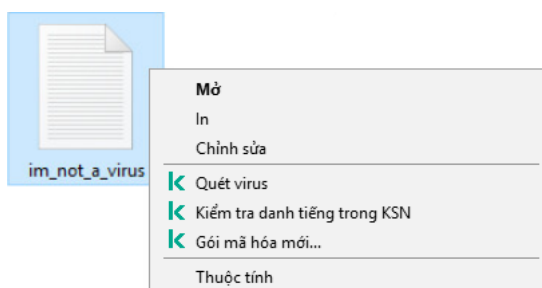 im_not_a_virus
Mở
In
Chỉnh sửa
Quét virus
Kiểm tra danh tiếng trong KSN
Gói mã hóa mới...
Thuộc tính